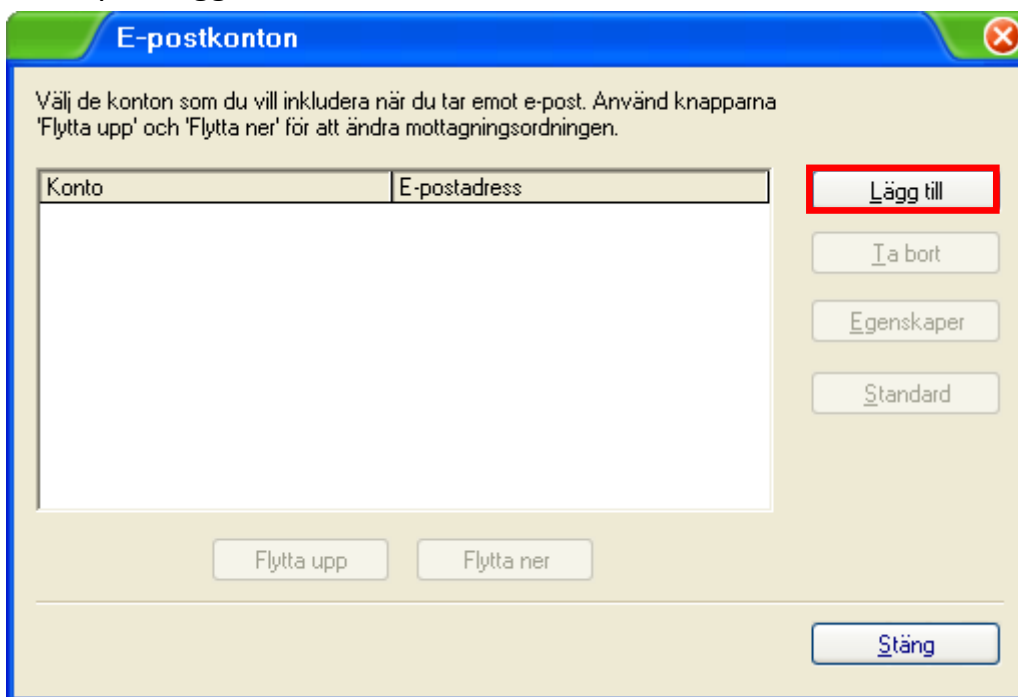 E-postkonton
Välj de konton som du vill inkludera när du tar emot e-post. Använd knapparna
'Flytta upp' och 'Flytta ner' för att ändra mottagningsordningen.
Konto E-postadress
Lägg till
Ta bort
Egenskaper
Standard
Flytta upp Flytta ner
Stäng